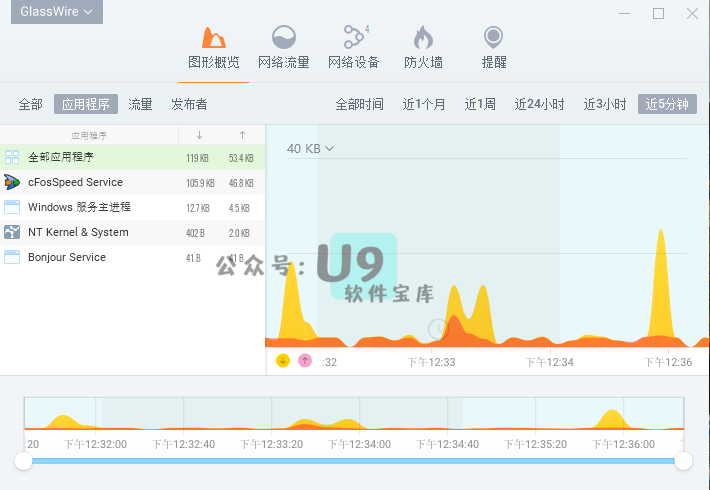 GlassWire
4
图形概览 网络流量 网络设备 防火墙 提醒
全部 应用程序 流量 发布者 全部时间 近1个月 近1周 近24小时 近3小时 近5分钟
应用程序 ↓ ↑
全部应用程序 119 KB 53.4 KB
cFosSpeed Service 105.9 KB 46.8 KB
Windows 服务主进程 12.7 KB 4.5 KB
NT Kernel & System 402 B 2.0 KB
Bonjour Service 41 B 41 B
40 KB
公众号: U9
软件宝库
:32 下午12:33 下午12:34 下午12:36
:20 下午12:32:00 下午12:32:40 下午12:33:20 下午12:34:00 下午12:34:40 下午12:35:20 下午12:36:00